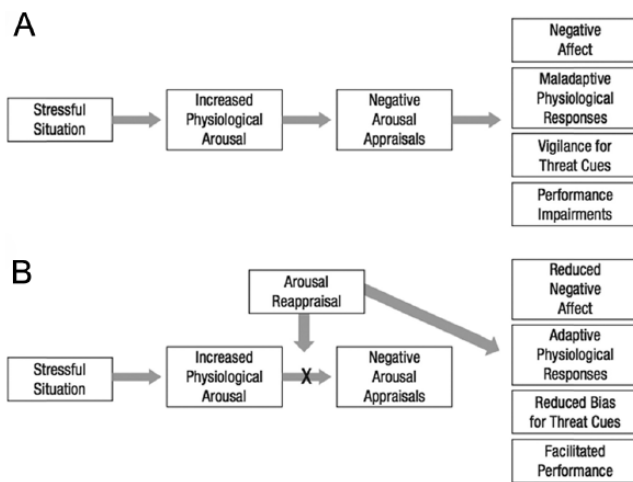 A
Stressful
Situation
Increased
Physiological
Arousal
Negative
Arousal
Appraisals
Negative
Affect
Maladaptive
Physiological
Responses
Vigilance for
Threat Cues
Performance
Impairments
B
Arousal
Reappraisal
Stressful
Situation
Increased
Physiological
Arousal
X
Negative
Arousal
Appraisals
Reduced
Negative
Affect
Adaptive
Physiological
Responses
Reduced Bias
for Threat Cues
Facilitated
Performance